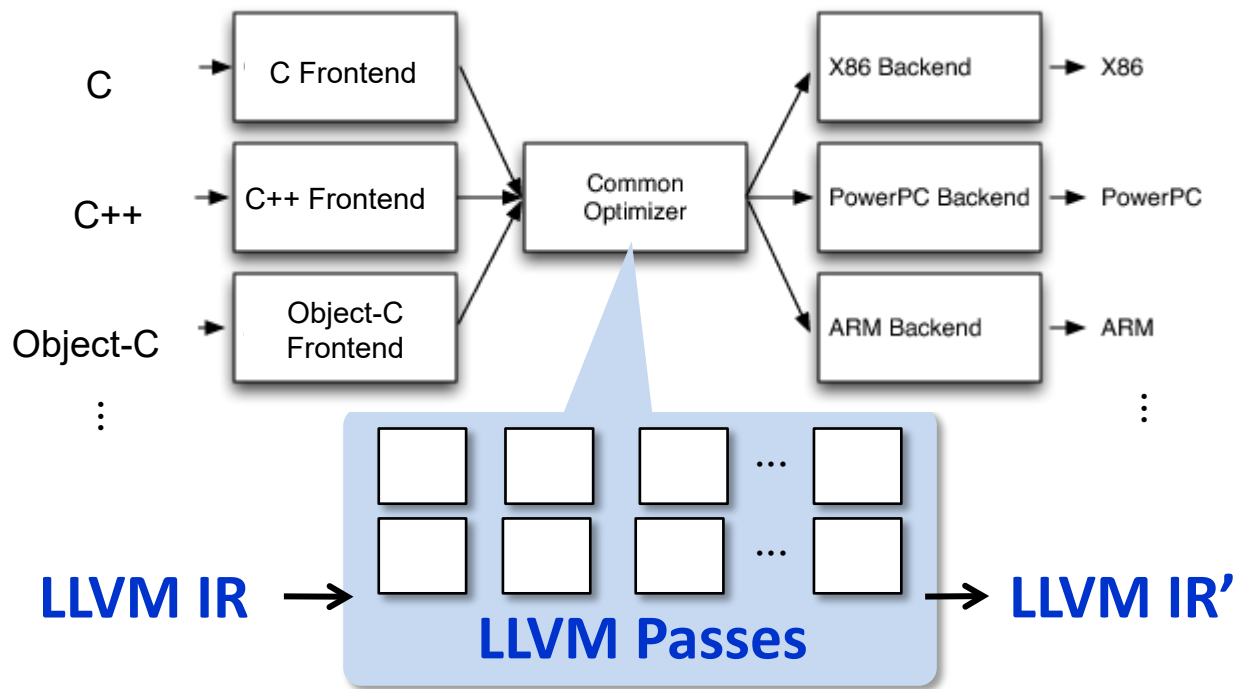 C
C Frontend
X86 Backend
X86
C++
C++ Frontend
Common
Optimizer
PowerPC Backend
PowerPC
Object-C
Object-C
Frontend
ARM Backend
ARM
⋮
⋮
...
...
LLVM IR
LLVM Passes
LLVM IR’